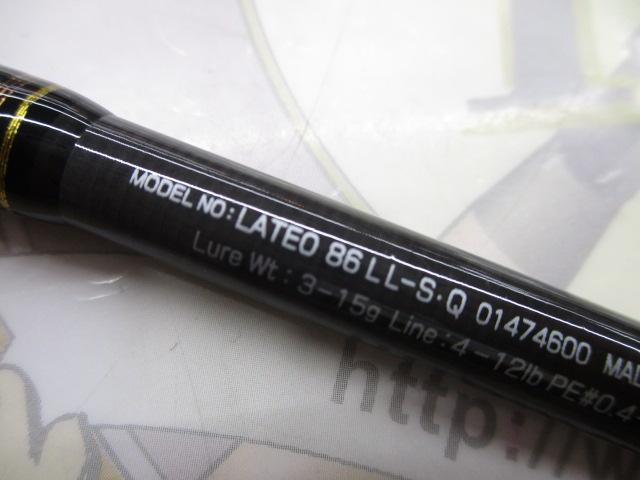 MODEL NO: LATEO 86 LL-S·Q 01474600 MAD
Lure Wt: 3-15g Line: 4-12lb PE#0.4-
http://w